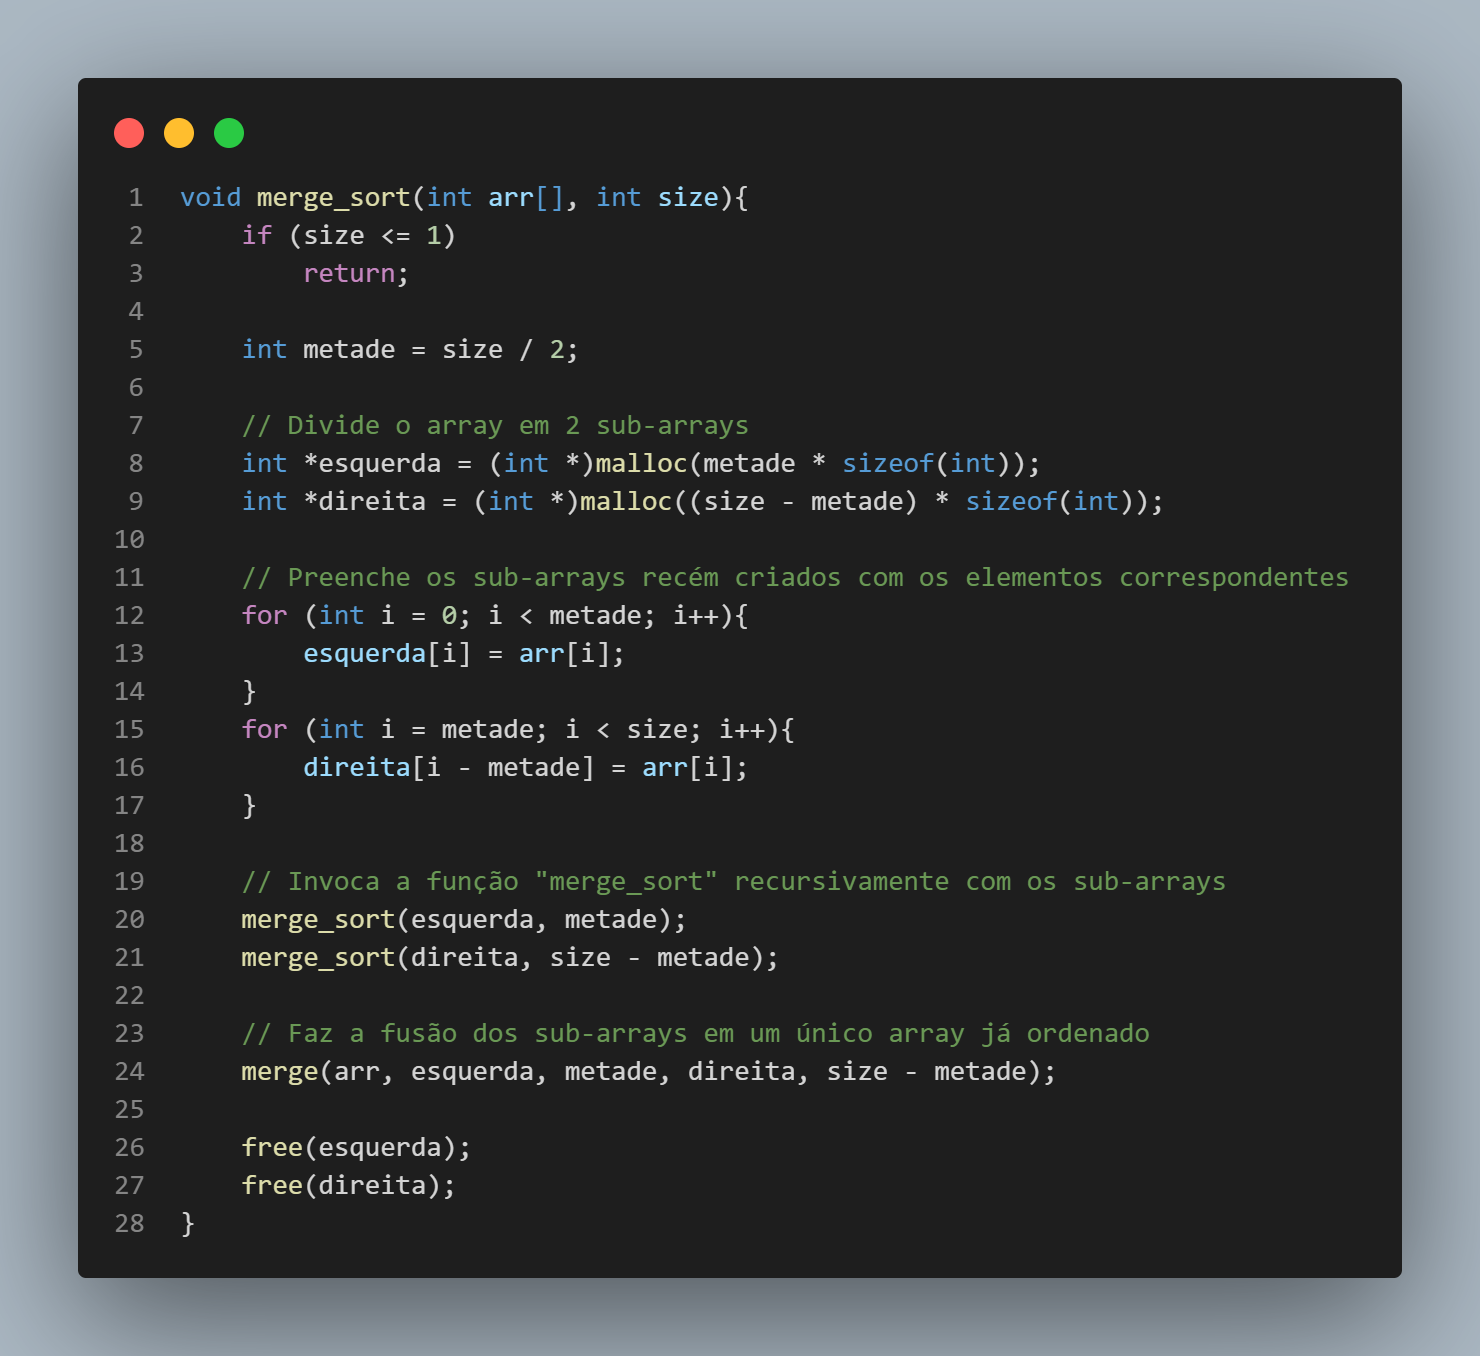 1 void merge_sort(int arr[], int size){
2     if (size <= 1)
3         return;
4
5     int metade = size / 2;
6
7     // Divide o array em 2 sub-arrays
8     int *esquerda = (int *)malloc(metade * sizeof(int));
9     int *direita = (int *)malloc((size - metade) * sizeof(int));
10
11     // Preenche os sub-arrays recém criados com os elementos correspondentes
12     for (int i = 0; i < metade; i++){
13         esquerda[i] = arr[i];
14     }
15     for (int i = metade; i < size; i++){
16         direita[i - metade] = arr[i];
17     }
18
19     // Invoca a função "merge_sort" recursivamente com os sub-arrays
20     merge_sort(esquerda, metade);
21     merge_sort(direita, size - metade);
22
23     // Faz a fusão dos sub-arrays em um único array já ordenado
24     merge(arr, esquerda, metade, direita, size - metade);
25
26     free(esquerda);
27     free(direita);
28 }